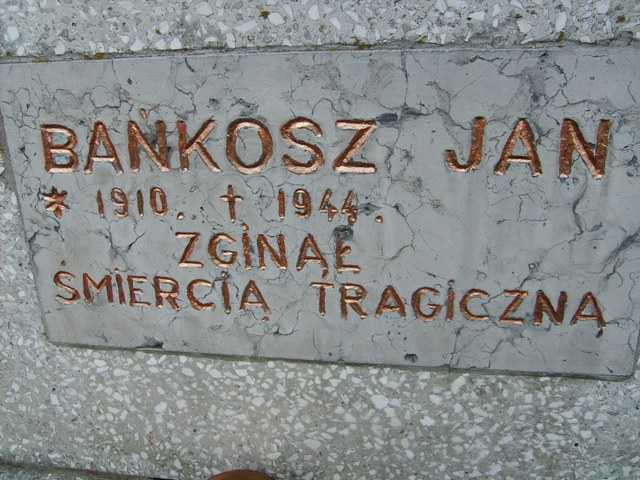 BAŃKOSZ JAN
* 1910. † 1944.
ZGINĄŁ
ŚMIERCIĄ TRAGICZNĄ